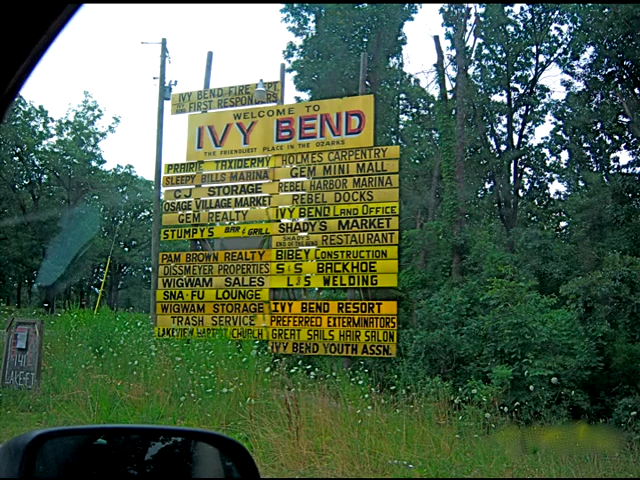 IVY BEND FIRE DEPT.
FIRST RESPONDERS
WELCOME TO
IVY BEND
THE FRIENDLIEST PLACE IN THE OZARKS
PRAIRIE TAXIDERMY
SLEEPY BILLS MARINA
CJ STORAGE
OSAGE VILLAGE MARKET
GEM REALTY
STUMPYS BAR & GRILL
PAM BROWN REALTY
DISSMEYER PROPERTIES
WIGWAM SALES
SNA-FU LOUNGE
WIGWAM STORAGE
TRASH SERVICE
LAKEVIEW BAPTIST CHURCH
HOLMES CARPENTRY
GEM MINI MALL
REBEL HARBOR MARINA
REBEL DOCKS
IVY BEND LAND OFFICE
SHADYS MARKET
RESTAURANT
BIBEY CONSTRUCTION
S&S BACKHOE
L&S WELDING
IVY BEND RESORT
PREFERRED EXTERMINATORS
GREAT SAILS HAIR SALON
IVY BEND YOUTH ASSN.
141